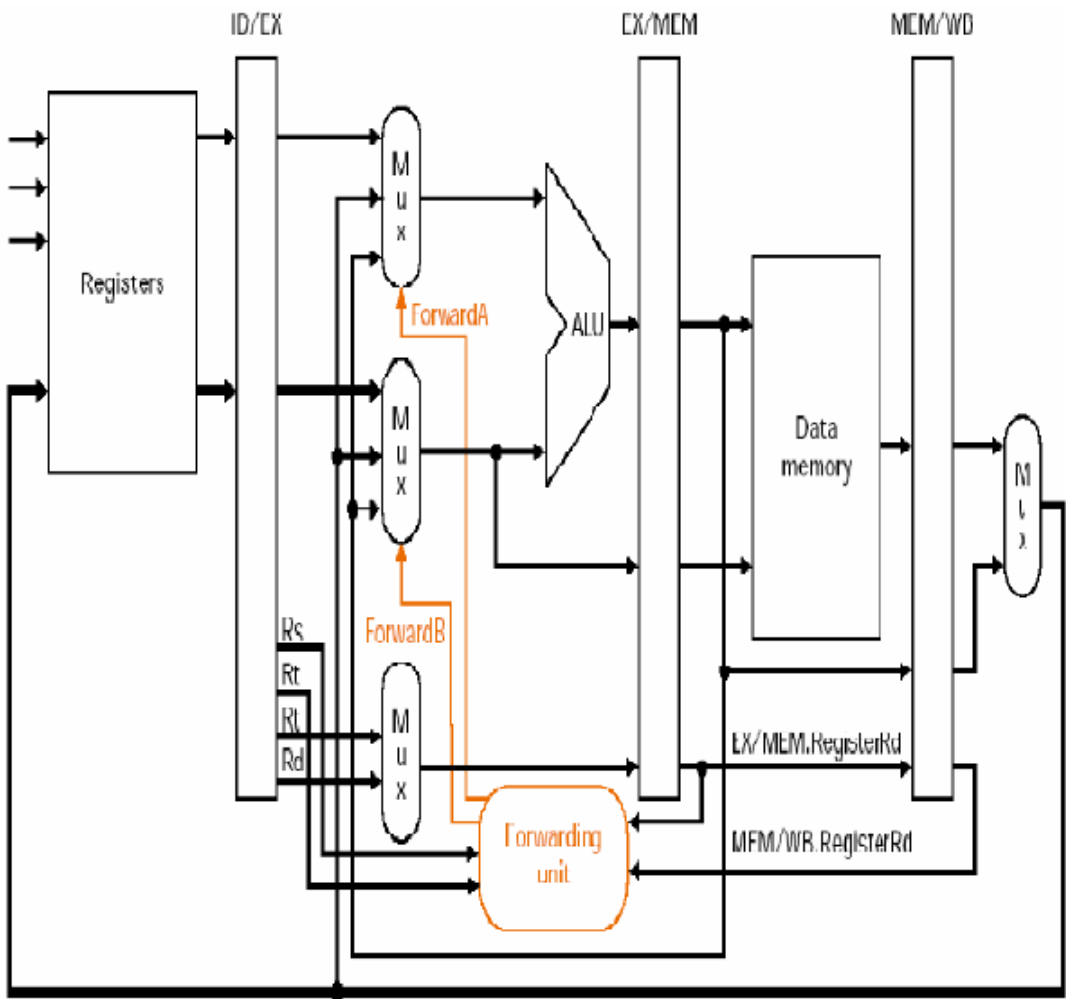 ID/EX
EX/MEM
MEM/WB
Registers
M
u
x
ForwardA
M
u
x
ForwardB
ALU
Data
memory
M
u
x
Rs
Rt
Rt
Rd
M
u
x
EX/MEM.RegisterRd
Forwarding
unit
MEM/WB.RegisterRd